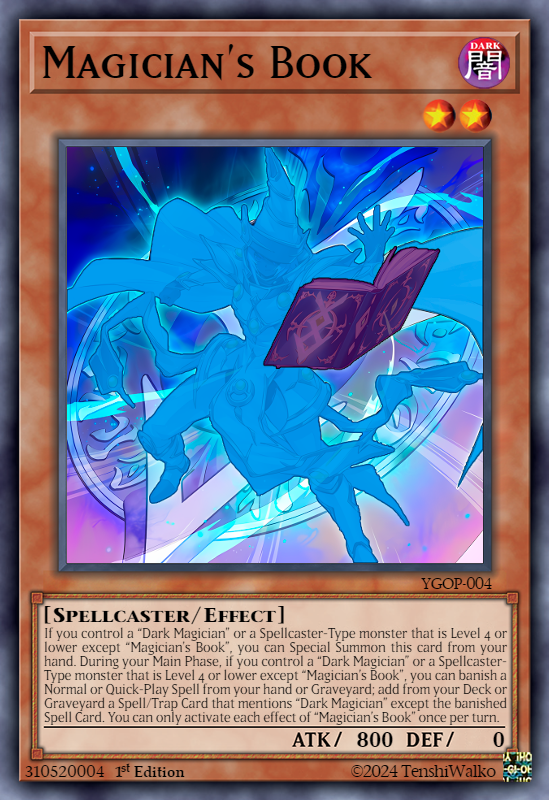 Magician's Book
DARK
闇
YGOP-004
[Spellcaster/Effect]
If you control a “Dark Magician” or a Spellcaster-Type monster that is Level 4 or
lower except “Magician's Book”, you can Special Summon this card from your
hand. During your Main Phase, if you control a “Dark Magician” or a Spellcaster-
Type monster that is Level 4 or lower except “Magician's Book”, you can banish a
Normal or Quick-Play Spell from your hand or Graveyard; add from your Deck or
Graveyard a Spell/Trap Card that mentions “Dark Magician” except the banished
Spell Card. You can only activate each effect of “Magician's Book” once per turn.
ATK/ 800 DEF/ 0
310520004 1st Edition ©2024 TenshiWalko